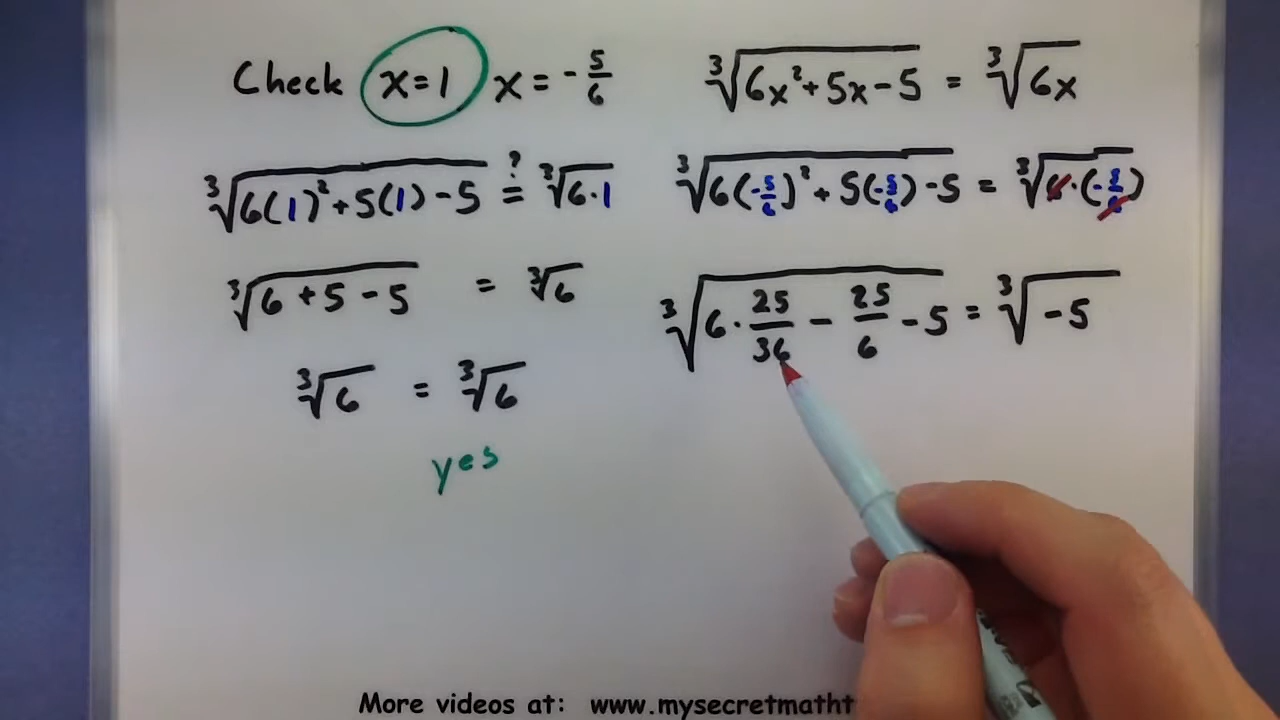 Check x=1 x = -5/6
∛(6x²+5x-5) = ∛(6x)
∛(6(1)²+5(1)-5) ?= ∛(6·1)
∛(6+5-5) = ∛6
∛6 = ∛6
yes
∛(6(-5/6)²+5(-5/6)-5) = ∛(6·(-5/6))
∛(6·25/36 - 25/6 - 5) = ∛(-5)
More videos at: www.mysecretmatht